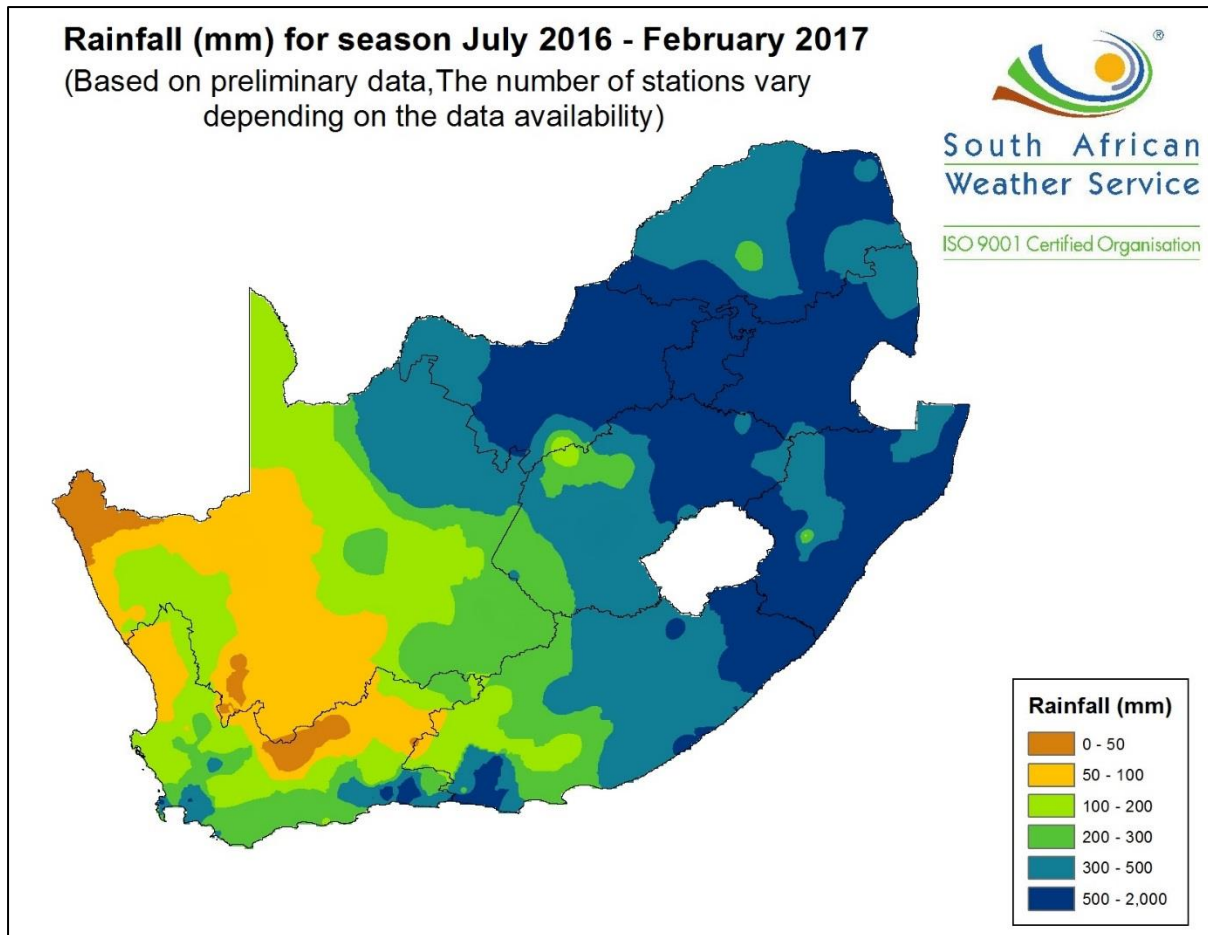 Rainfall (mm) for season July 2016 - February 2017
(Based on preliminary data,The number of stations vary
depending on the data availability)
®
South African
Weather Service
ISO 9001 Certified Organisation
Rainfall (mm)
0 - 50
50 - 100
100 - 200
200 - 300
300 - 500
500 - 2,000